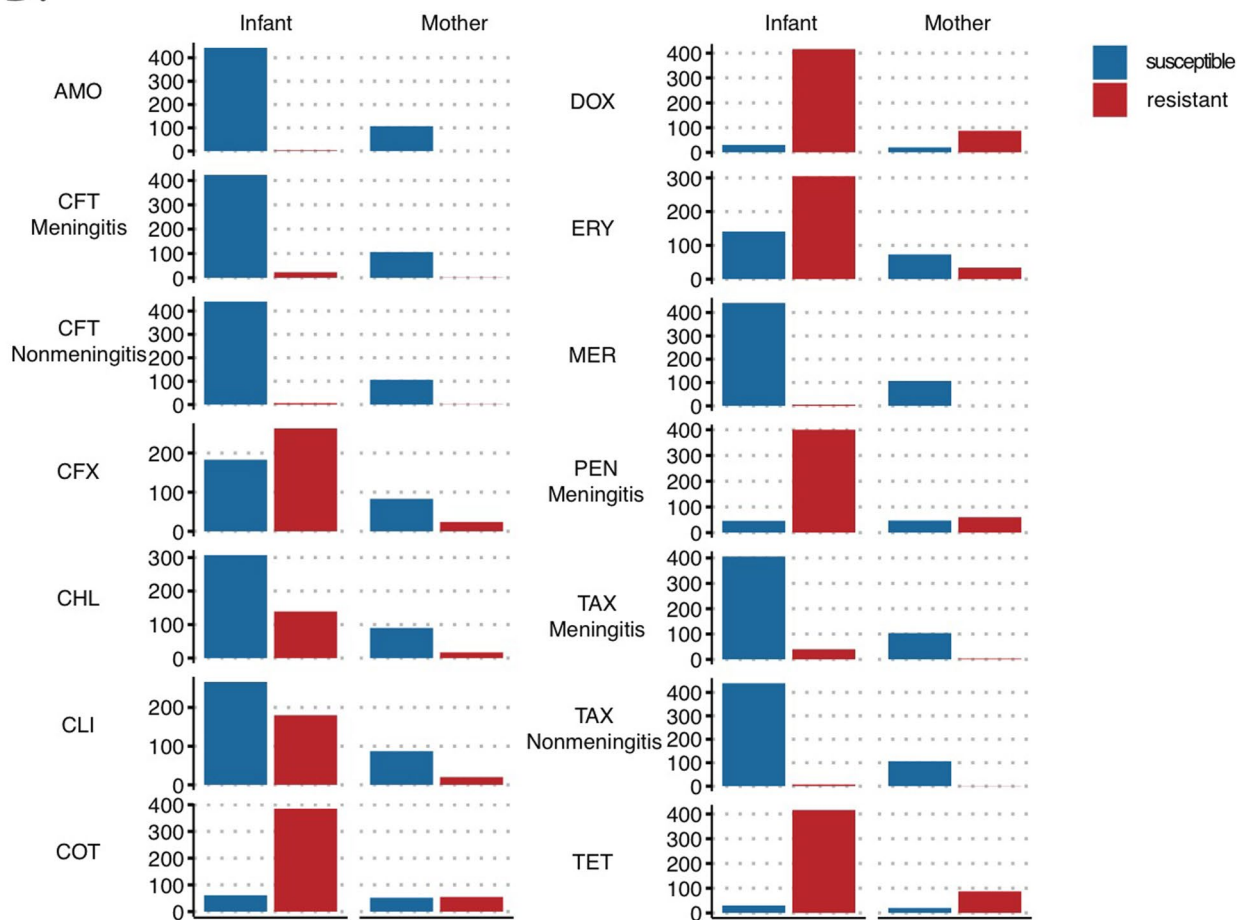 Infant Mother
AMO
400
300
200
100
0
CFT
Meningitis
400
300
200
100
0
CFT
Nonmeningitis
400
300
200
100
0
CFX
200
100
0
CHL
300
200
100
0
CLI
200
100
0
COT
400
300
200
100
0
Infant Mother
DOX
400
300
200
100
0
ERY
300
200
100
0
MER
400
300
200
100
0
PEN
Meningitis
400
300
200
100
0
TAX
Meningitis
400
300
200
100
0
TAX
Nonmeningitis
400
300
200
100
0
TET
400
300
200
100
0
susceptible
resistant